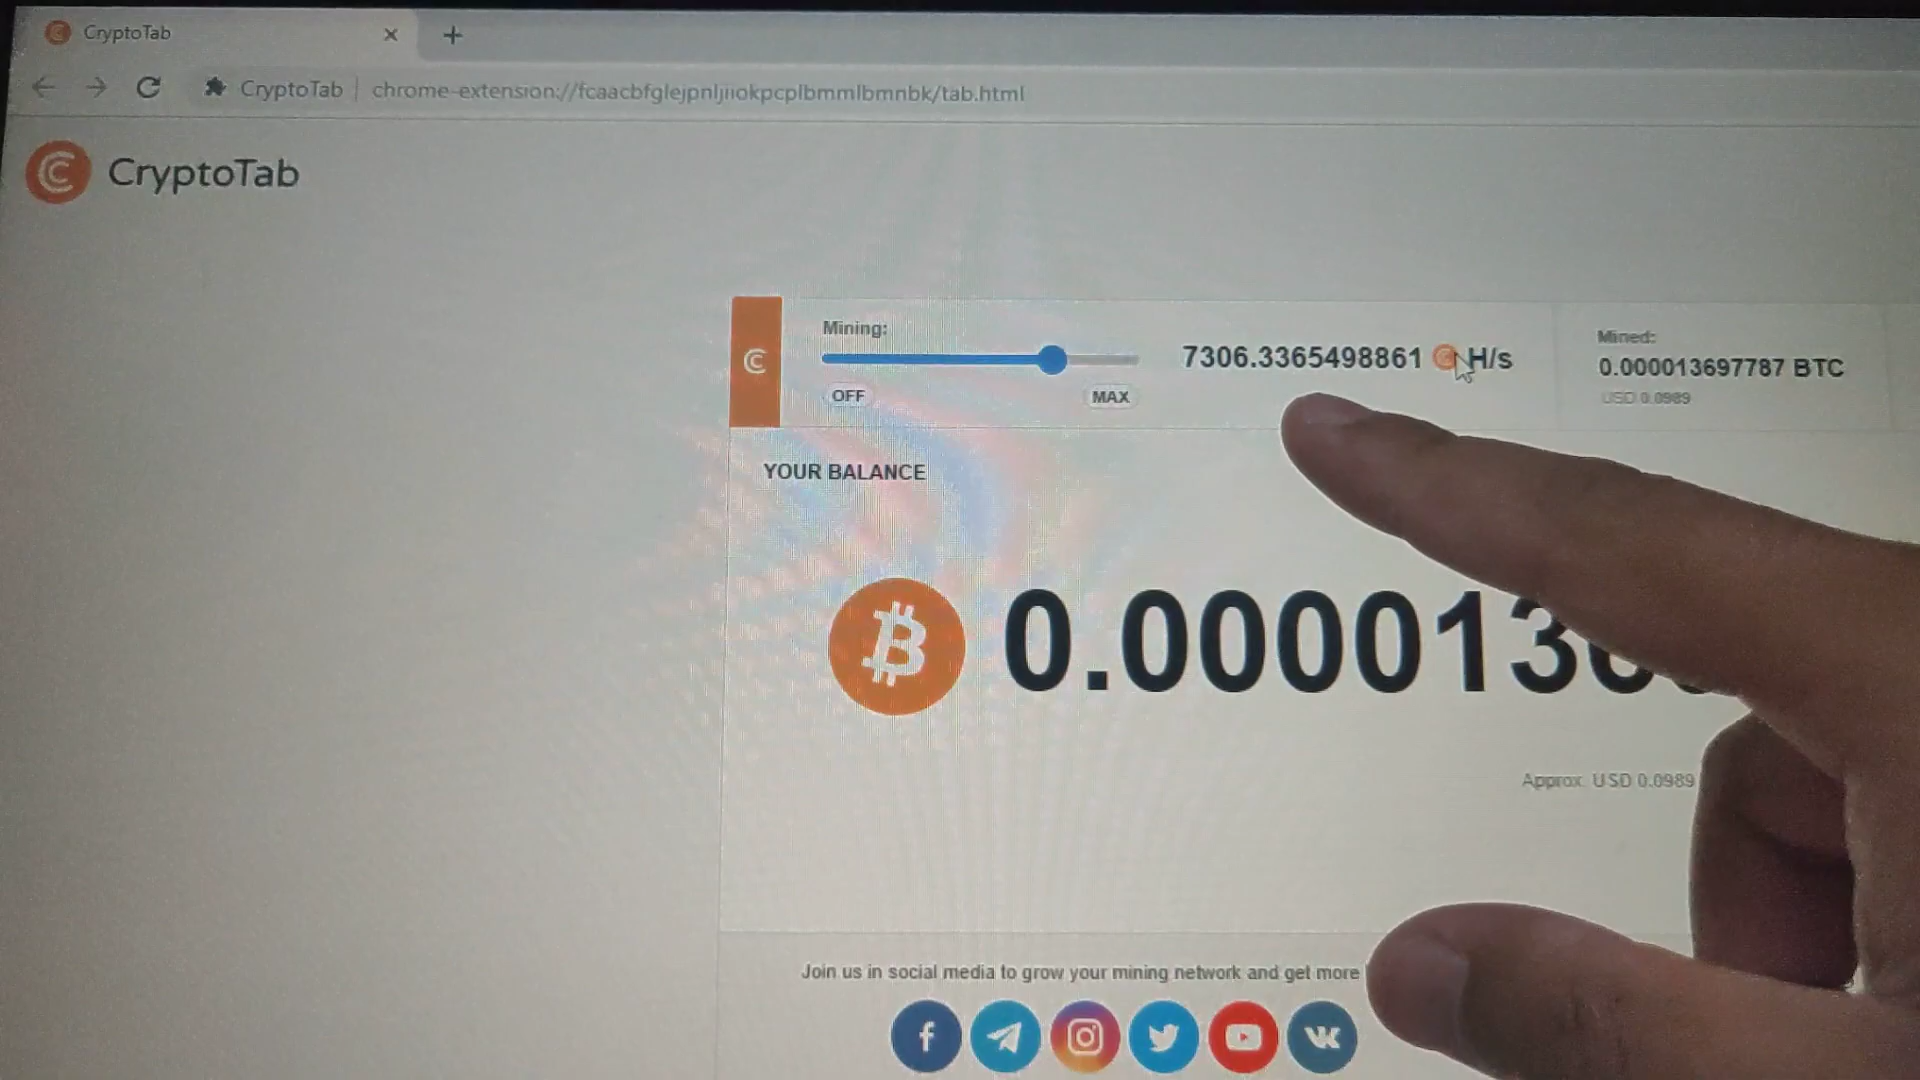 CryptoTab
CryptoTab | chrome-extension://fcaacbfglejpnljiiokpcplbmmlbmnbk/tab.html
CryptoTab
Mining:
OFF
MAX
7306.3365498861 H/s
Mined:
0.000013697787 BTC
USD 0.0989
YOUR BALANCE
0.000013
Approx. USD 0.0989
Join us in social media to grow your mining network and get more